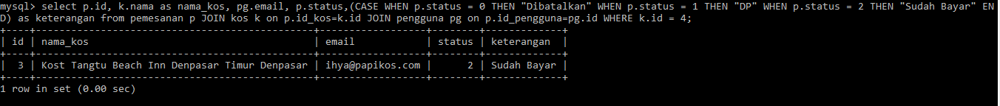 mysql> select p.id, k.nama as nama_kos, pg.email, p.status,(CASE WHEN p.status = 0 THEN "Dibatalkan" WHEN p.status = 1 THEN "DP" WHEN p.status = 2 THEN "Sudah Bayar" EN
D) as keterangan from pemesanan p JOIN kos k on p.id_kos=k.id JOIN pengguna pg on p.id_pengguna=pg.id WHERE k.id = 4;
+----+--------------------------------------------------+------------------+--------+-------------+
| id | nama_kos                                         | email            | status | keterangan  |
+----+--------------------------------------------------+------------------+--------+-------------+
|  3 | Kost Tangtu Beach Inn Denpasar Timur Denpasar | ihya@papikos.com |      2 | Sudah Bayar |
+----+--------------------------------------------------+------------------+--------+-------------+
1 row in set (0.00 sec)